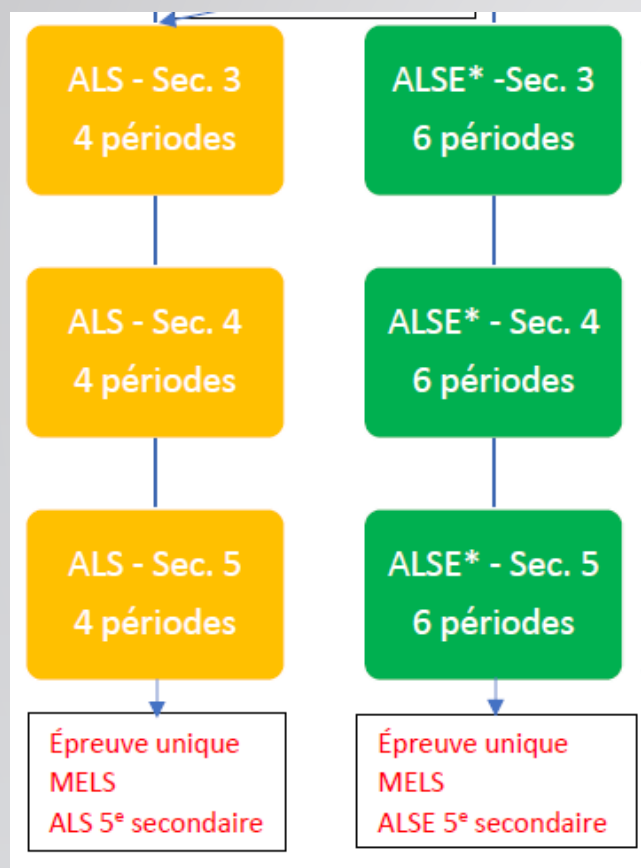 ALS - Sec. 3
4 périodes
ALSE* -Sec. 3
6 périodes
ALS - Sec. 4
4 périodes
ALSE* - Sec. 4
6 périodes
ALS - Sec. 5
4 périodes
ALSE* - Sec. 5
6 périodes
Épreuve unique
MELS
ALS 5e secondaire
Épreuve unique
MELS
ALSE 5e secondaire